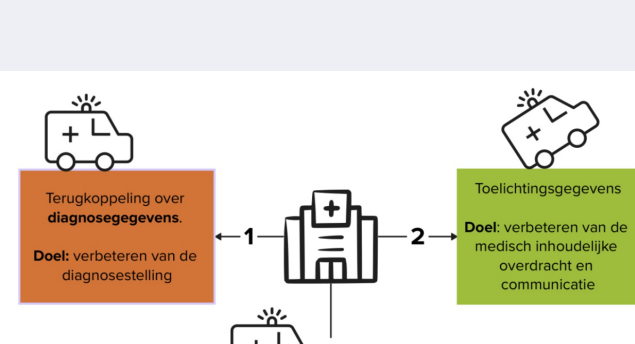 Terugkoppeling over
diagnosegegevens.
Doel: verbeteren van de
diagnosestelling
1
2
Toelichtingsgegevens
Doel: verbeteren van de
medisch inhoudelijke
overdracht en
communicatie